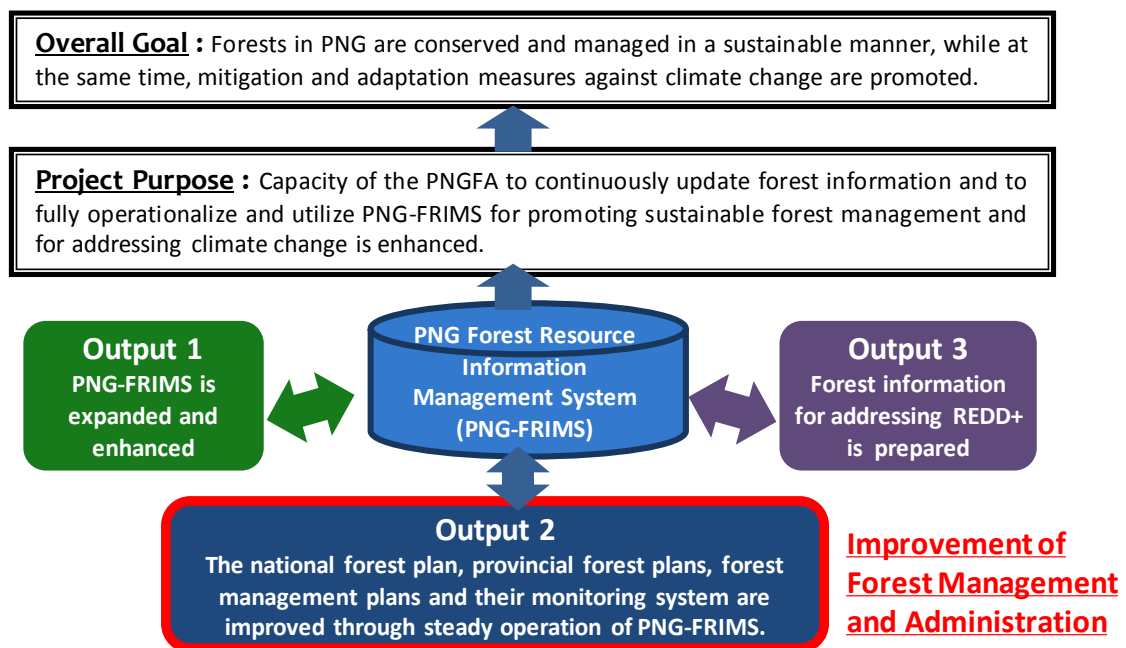 Overall Goal : Forests in PNG are conserved and managed in a sustainable manner, while at
the same time, mitigation and adaptation measures against climate change are promoted.
Project Purpose : Capacity of the PNGFA to continuously update forest information and to
fully operationalize and utilize PNG-FRIMS for promoting sustainable forest management and
for addressing climate change is enhanced.
PNG Forest Resource
Information
Management System
(PNG-FRIMS)
Output 1
PNG-FRIMS is
expanded and
enhanced
Output 3
Forest information
for addressing REDD+
is prepared
Output 2
The national forest plan, provincial forest plans, forest
management plans and their monitoring system are
improved through steady operation of PNG-FRIMS.
Improvement of
Forest Management
and Administration